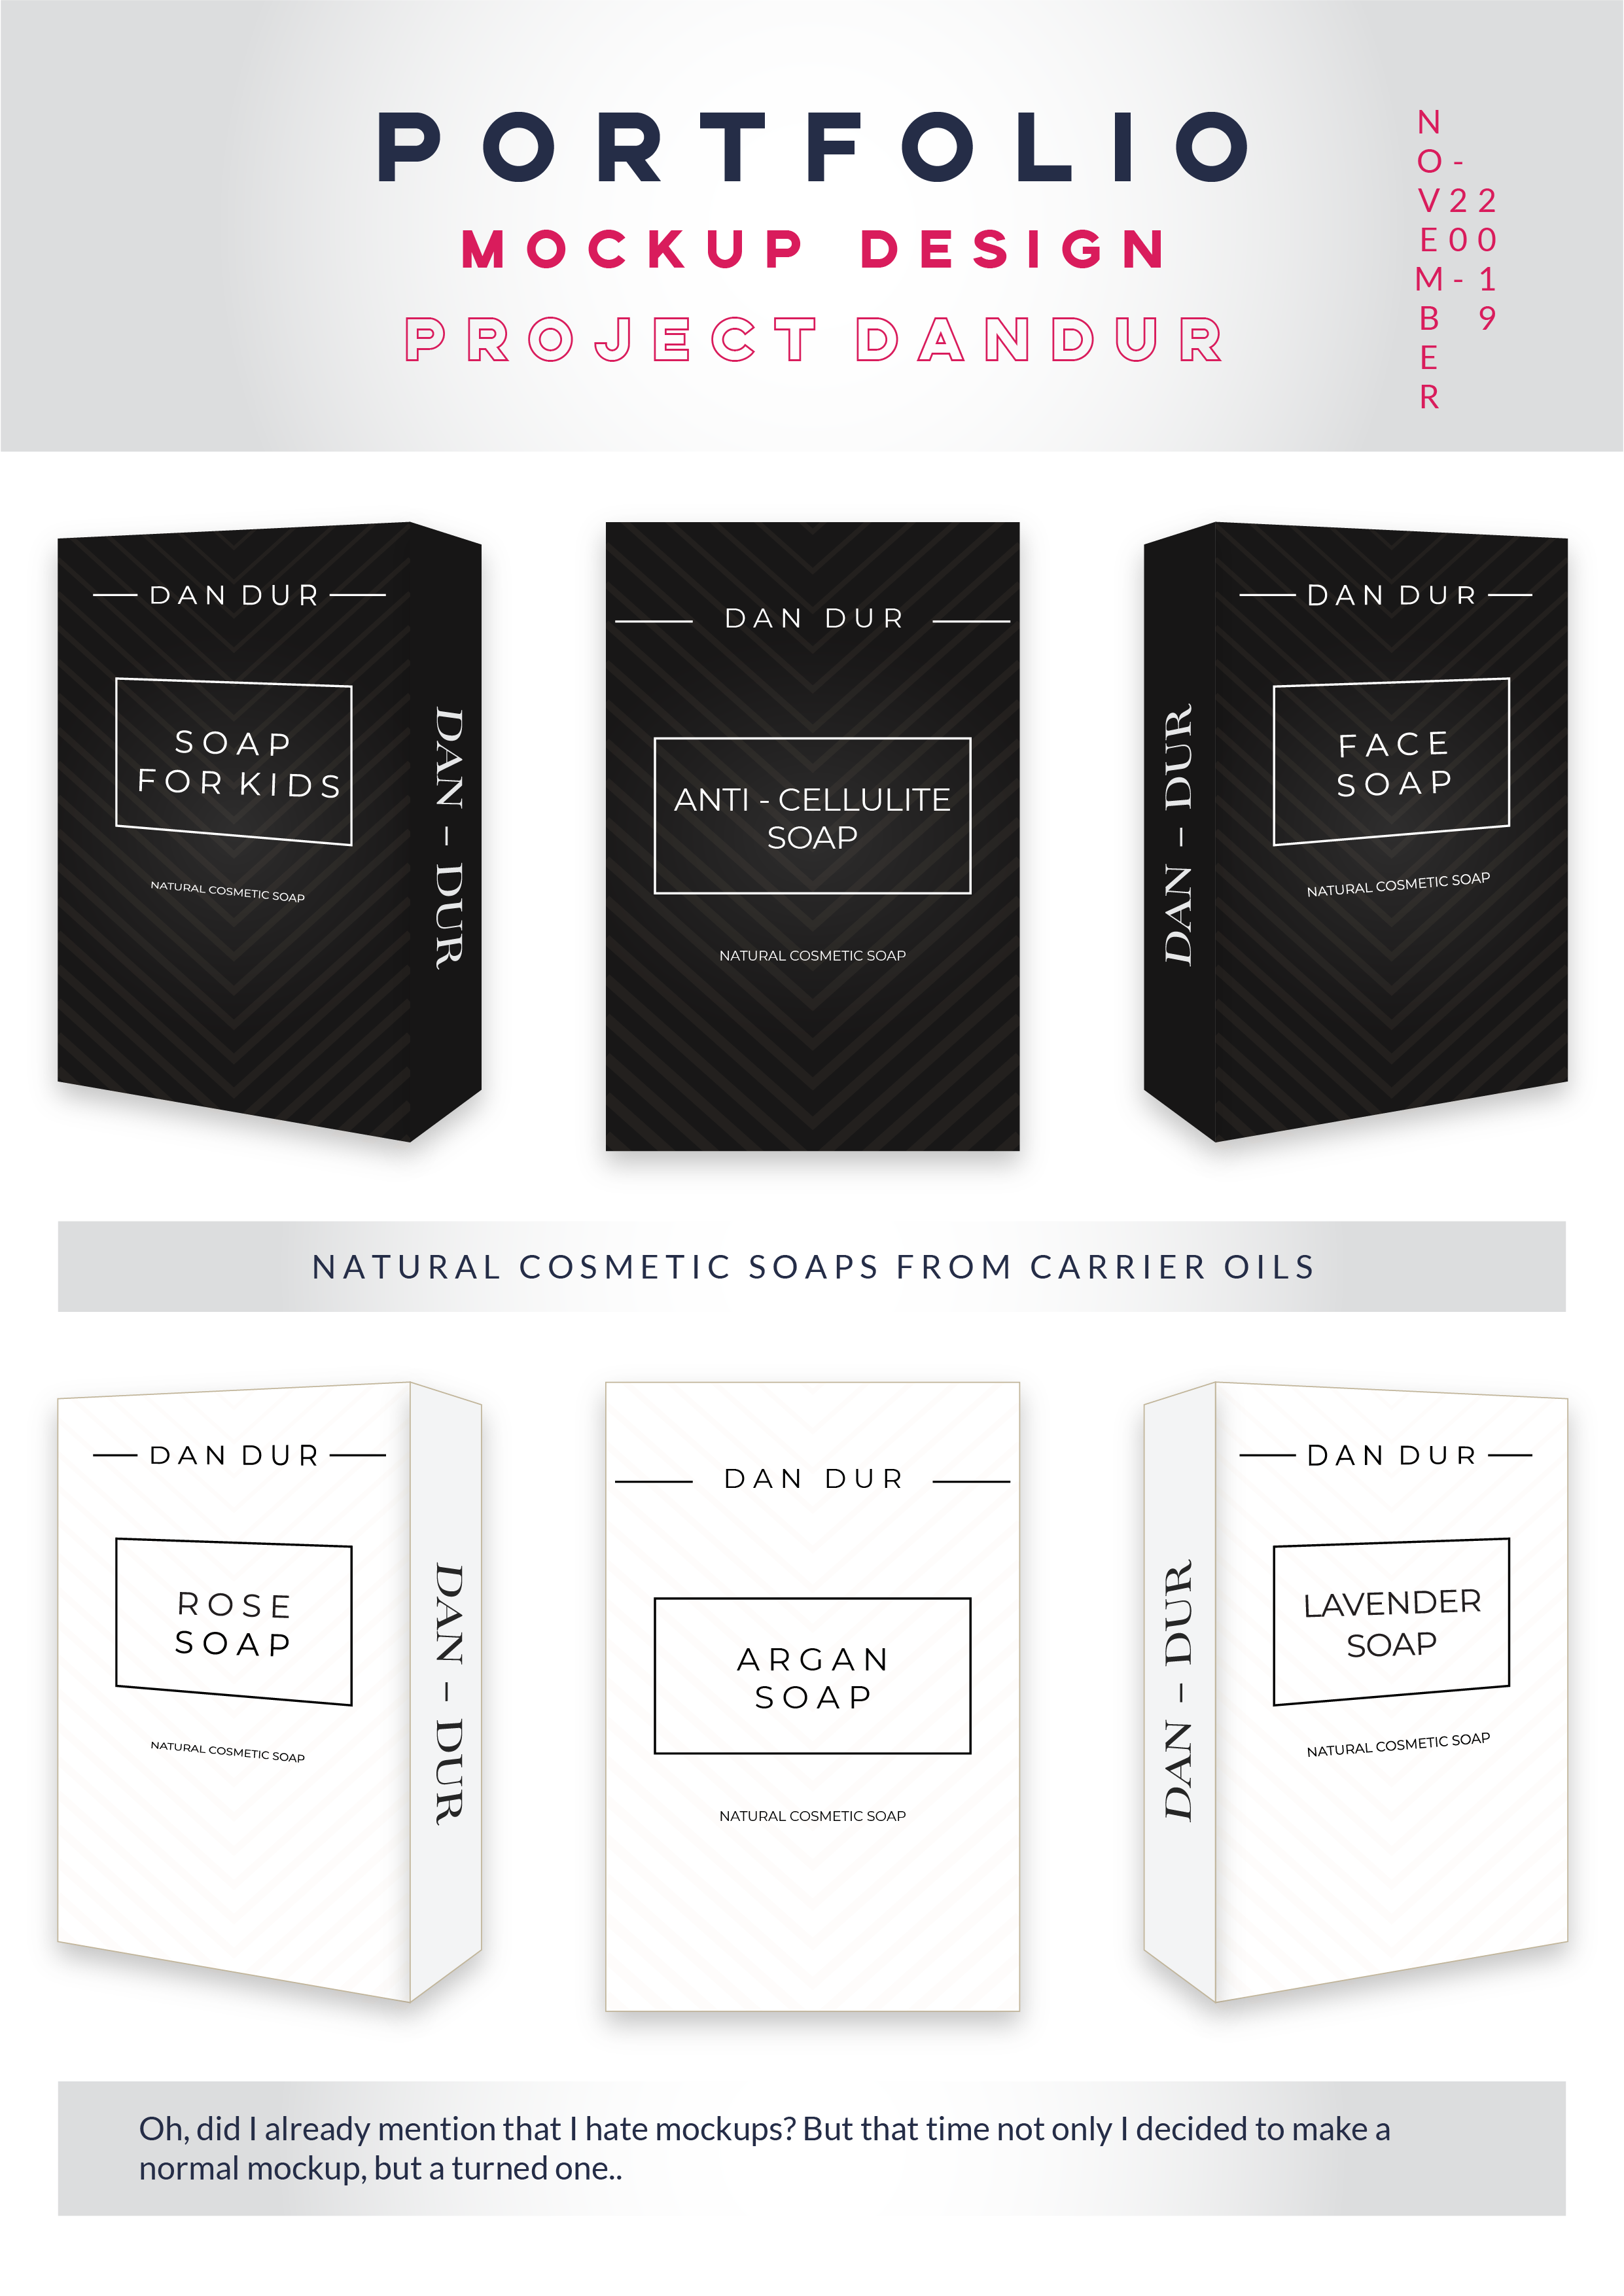 PORTFOLIO
MOCKUP DESIGN
PROJECT DANDUR
NOVEMBER
-20-
2019
DAN DUR
SOAP
FOR KIDS
NATURAL COSMETIC SOAP
DAN - DUR
DAN DUR
ANTI - CELLULITE
SOAP
NATURAL COSMETIC SOAP
DAN - DUR
DAN DUR
FACE
SOAP
NATURAL COSMETIC SOAP
NATURAL COSMETIC SOAPS FROM CARRIER OILS
DAN DUR
ROSE
SOAP
NATURAL COSMETIC SOAP
DAN - DUR
DAN DUR
ARGAN
SOAP
NATURAL COSMETIC SOAP
DAN - DUR
DAN DUR
LAVENDER
SOAP
NATURAL COSMETIC SOAP
Oh, did I already mention that I hate mockups? But that time not only I decided to make a
normal mockup, but a turned one..